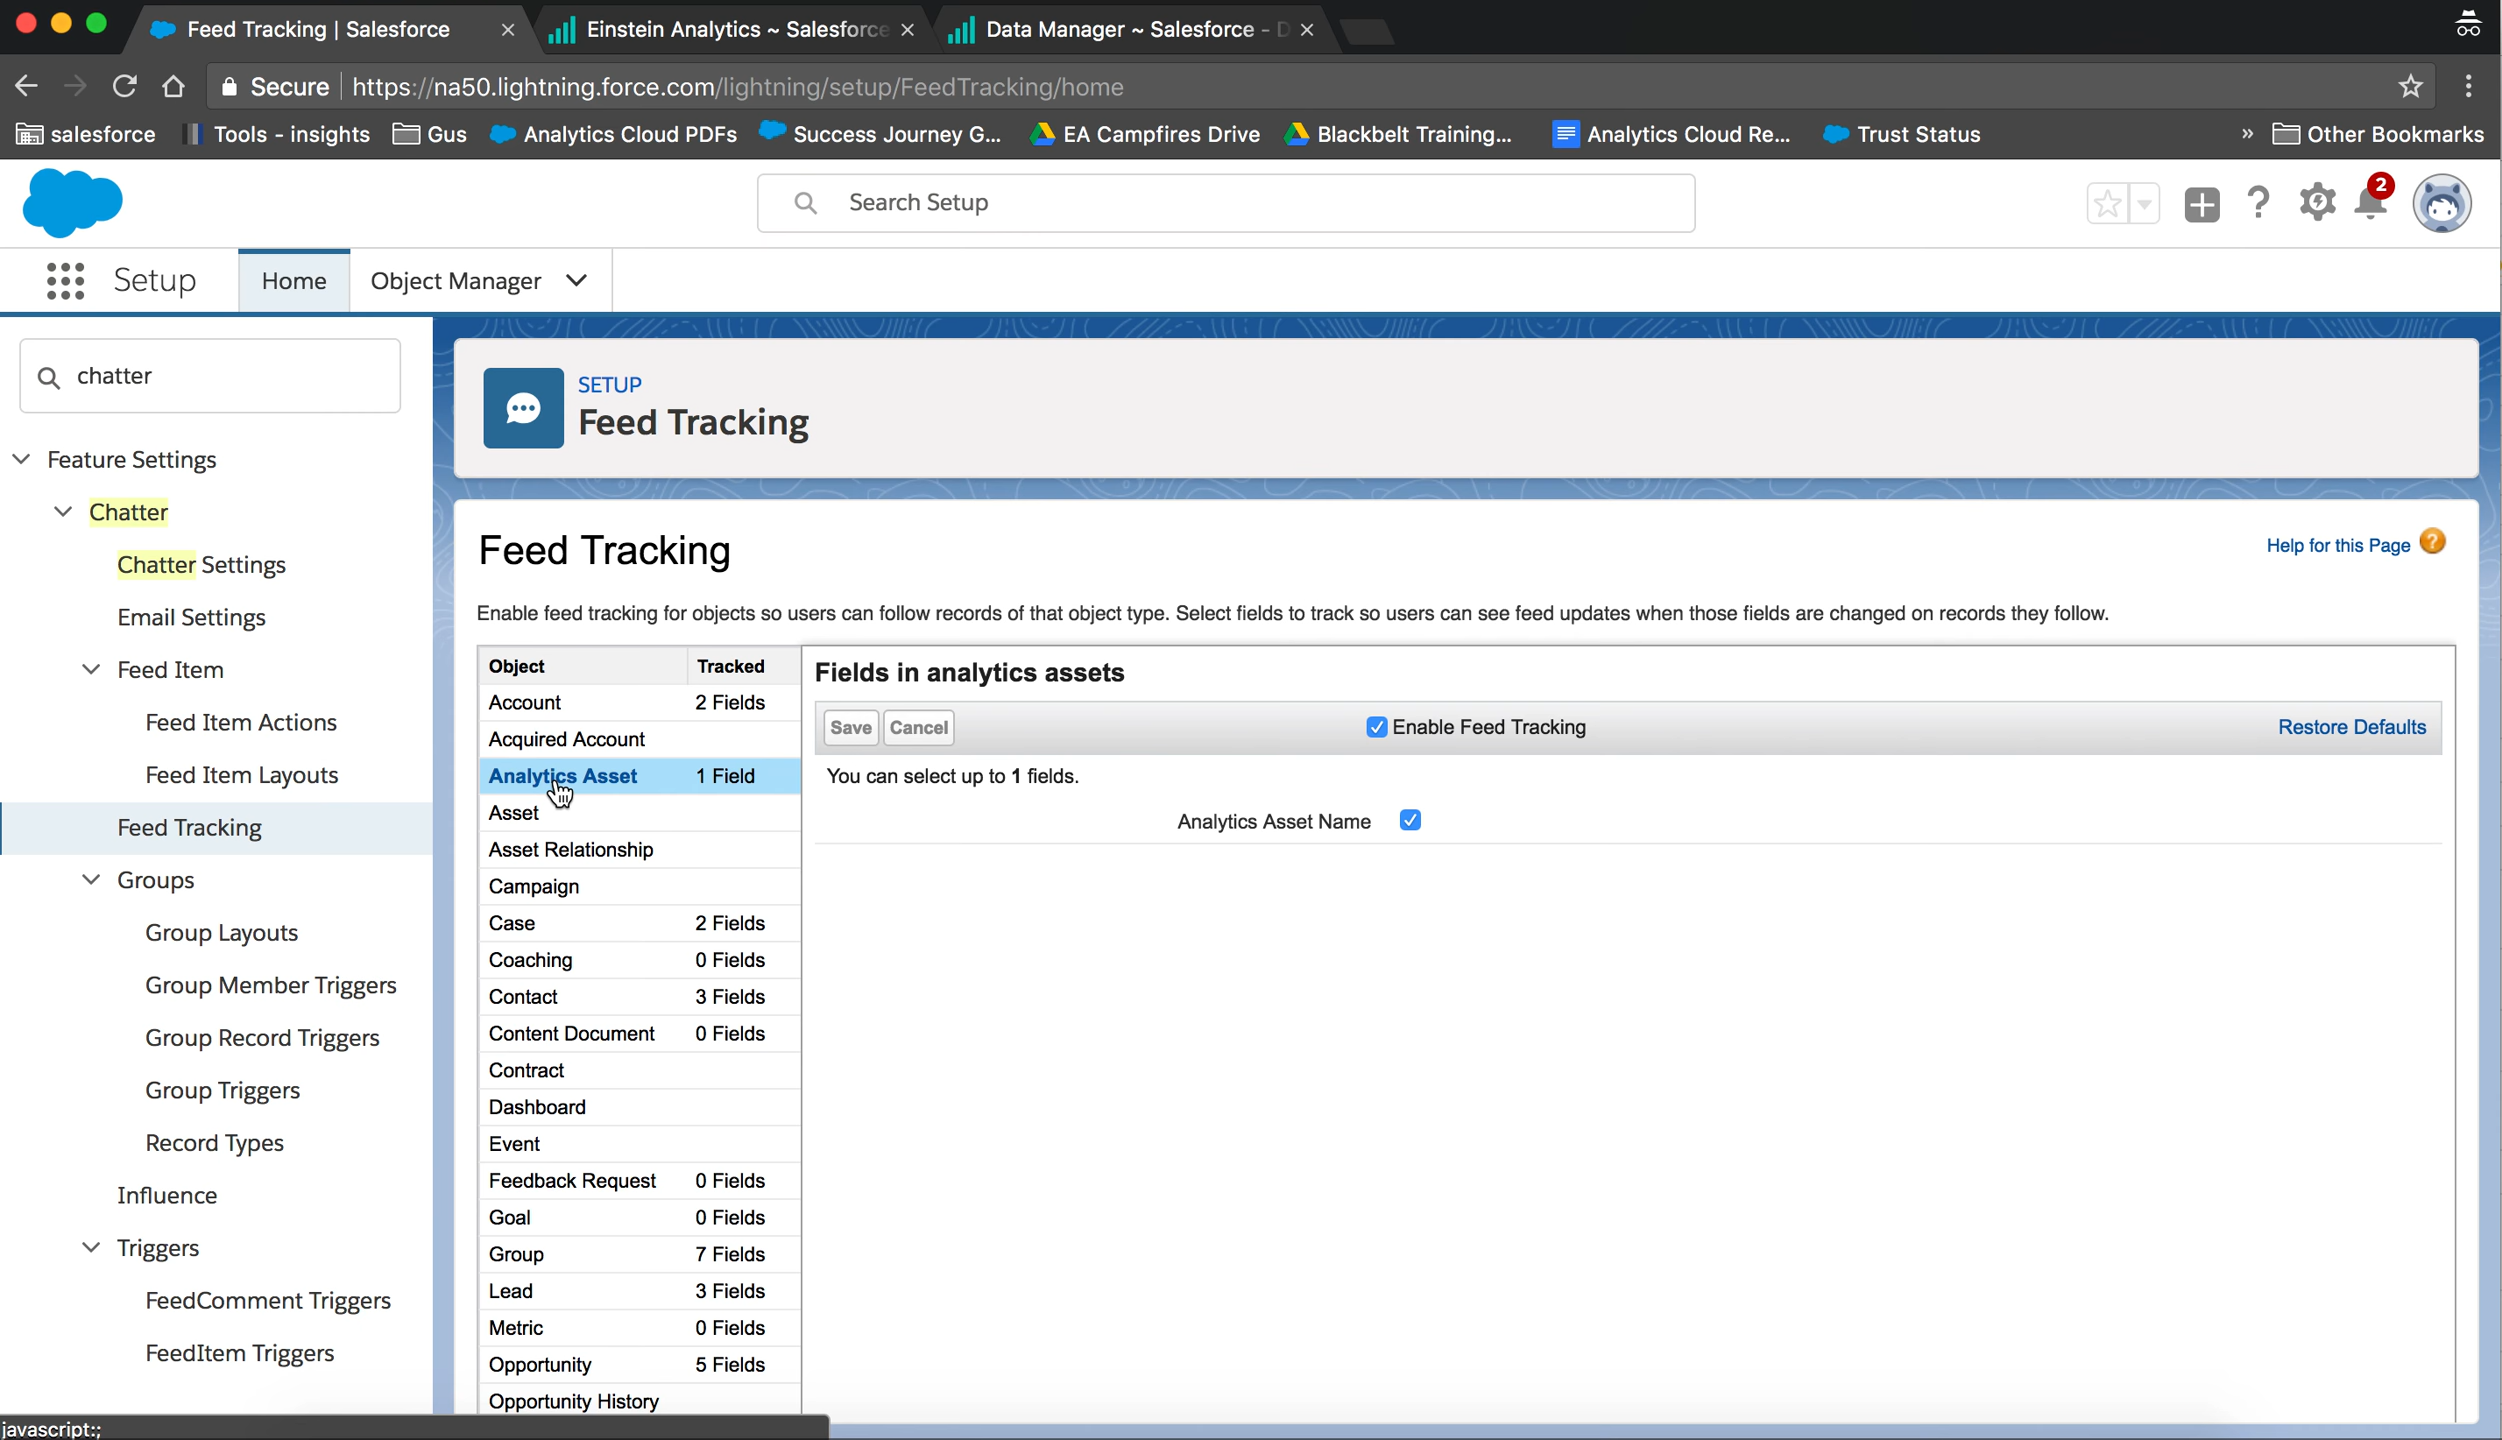 Feed Tracking | Salesforce
Einstein Analytics ~ Salesforce
Data Manager ~ Salesforce - D
Secure https://na50.lightning.force.com/lightning/setup/FeedTracking/home
salesforce Tools - insights Gus Analytics Cloud PDFs Success Journey G... EA Campfires Drive Blackbelt Training... Analytics Cloud Re... Trust Status » Other Bookmarks
Search Setup
2
Setup Home Object Manager
chatter
Feature Settings
Chatter
Chatter Settings
Email Settings
Feed Item
Feed Item Actions
Feed Item Layouts
Feed Tracking
Groups
Group Layouts
Group Member Triggers
Group Record Triggers
Group Triggers
Record Types
Influence
Triggers
FeedComment Triggers
FeedItem Triggers
SETUP
Feed Tracking
Feed Tracking
Help for this Page ?
Enable feed tracking for objects so users can follow records of that object type. Select fields to track so users can see feed updates when those fields are changed on records they follow.
Object Tracked
Account 2 Fields
Acquired Account
Analytics Asset 1 Field
Asset
Asset Relationship
Campaign
Case 2 Fields
Coaching 0 Fields
Contact 3 Fields
Content Document 0 Fields
Contract
Dashboard
Event
Feedback Request 0 Fields
Goal 0 Fields
Group 7 Fields
Lead 3 Fields
Metric 0 Fields
Opportunity 5 Fields
Opportunity History
Fields in analytics assets
Save Cancel Enable Feed Tracking Restore Defaults
You can select up to 1 fields.
Analytics Asset Name
javascript:;